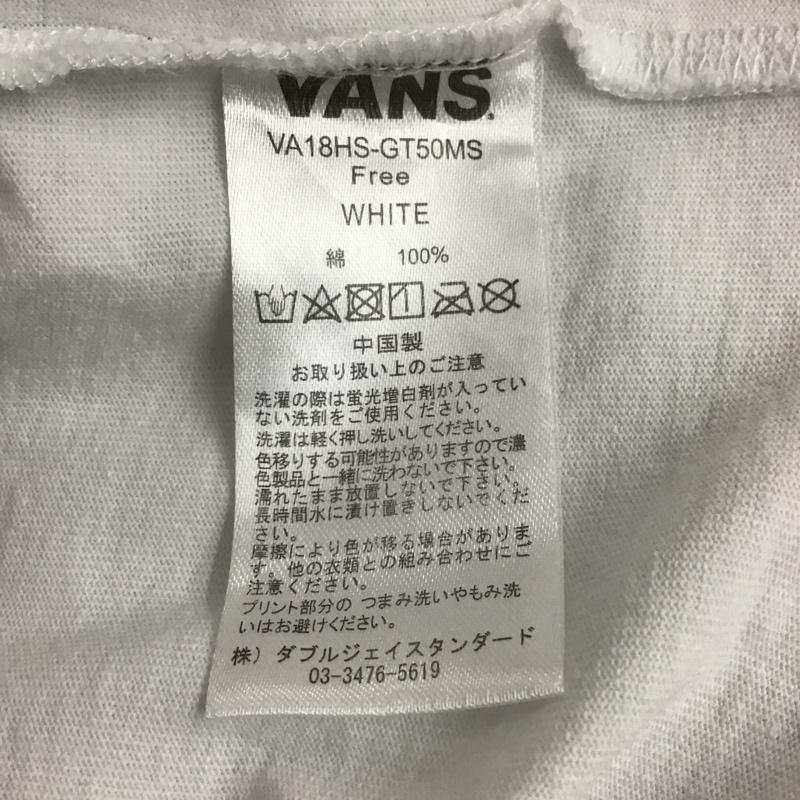 VANS
VA18HS-GT50MS
Free
WHITE
綿 100%
中国製
お取り扱い上のご注意
洗濯の際は蛍光増白剤が入ってい
ない洗剤をご使用ください。
洗濯は軽く押し洗いしてください。
色移りする可能性がありますので濃
色製品と一緒に洗わないで下さい。
濡れたまま放置しないで下さい。
長時間水に漬け置きしないでくだ
さい。
摩擦により色が移る場合がありま
す。他の衣類との組み合わせにご
注意ください。
プリント部分の つまみ洗いやもみ洗
いはお避けください。
株）ダブルジェイスタンダード
03-3476-5619